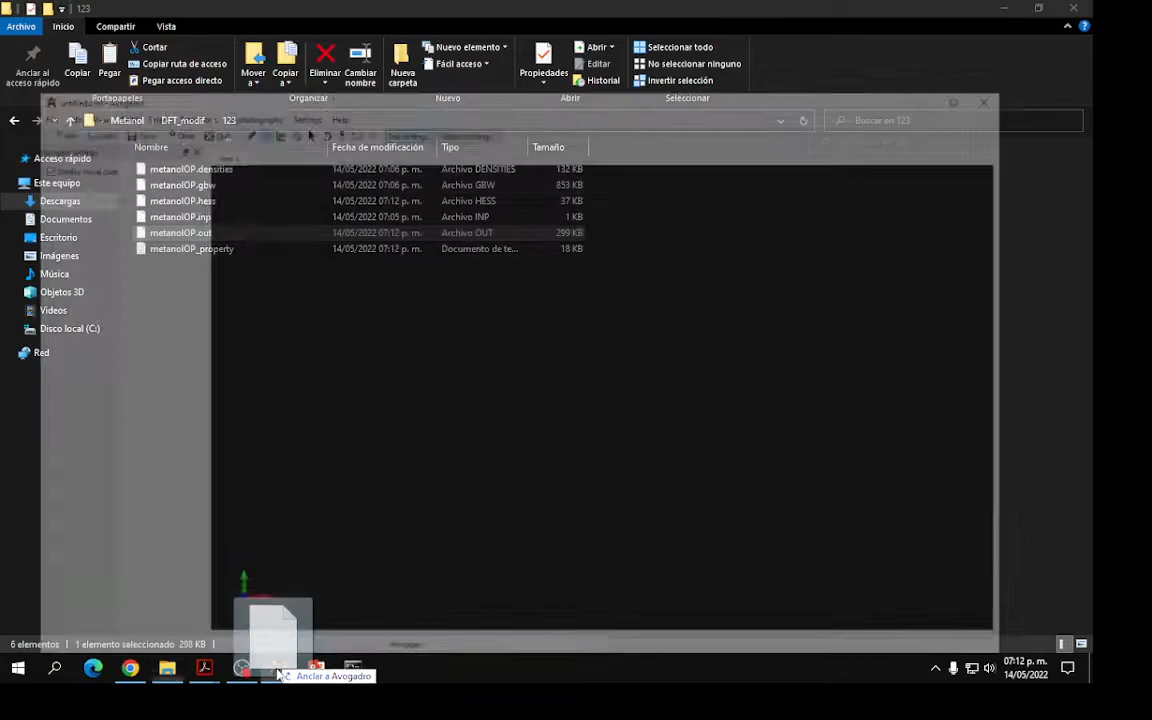 123
Archivo Inicio Compartir Vista
Anclar al acceso rápido
Copiar
Pegar
Cortar
Copiar ruta de acceso
Pegar acceso directo
Mover a
Copiar a
Eliminar
Cambiar nombre
Nueva carpeta
Nuevo elemento
Fácil acceso
Propiedades
Abrir
Editar
Historial
Seleccionar todo
No seleccionar ninguno
Invertir selección
Portapapeles Organizar Nuevo Abrir Seleccionar
Metanol DFT_modif 123
Buscar en 123
Settings Help
Nombre Fecha de modificación Tipo Tamaño
metanolOP.densities 14/05/2022 07:06 p. m. Archivo DENSITIES 132 KB
metanolOP.gbw 14/05/2022 07:06 p. m. Archivo GBW 853 KB
metanolOP.hess 14/05/2022 07:12 p. m. Archivo HESS 37 KB
metanolOP.inp 14/05/2022 07:05 p. m. Archivo INP 1 KB
metanolOP.out 14/05/2022 07:12 p. m. Archivo OUT 299 KB
metanolOP_property 14/05/2022 07:12 p. m. Documento de te... 18 KB
Acceso rápido
Este equipo
Descargas
Documentos
Escritorio
Imágenes
Música
Objetos 3D
Videos
Disco local (C:)
Red
6 elementos 1 elemento seleccionado 298 KB
Anclar a Avogadro
07:12 p. m.
14/05/2022